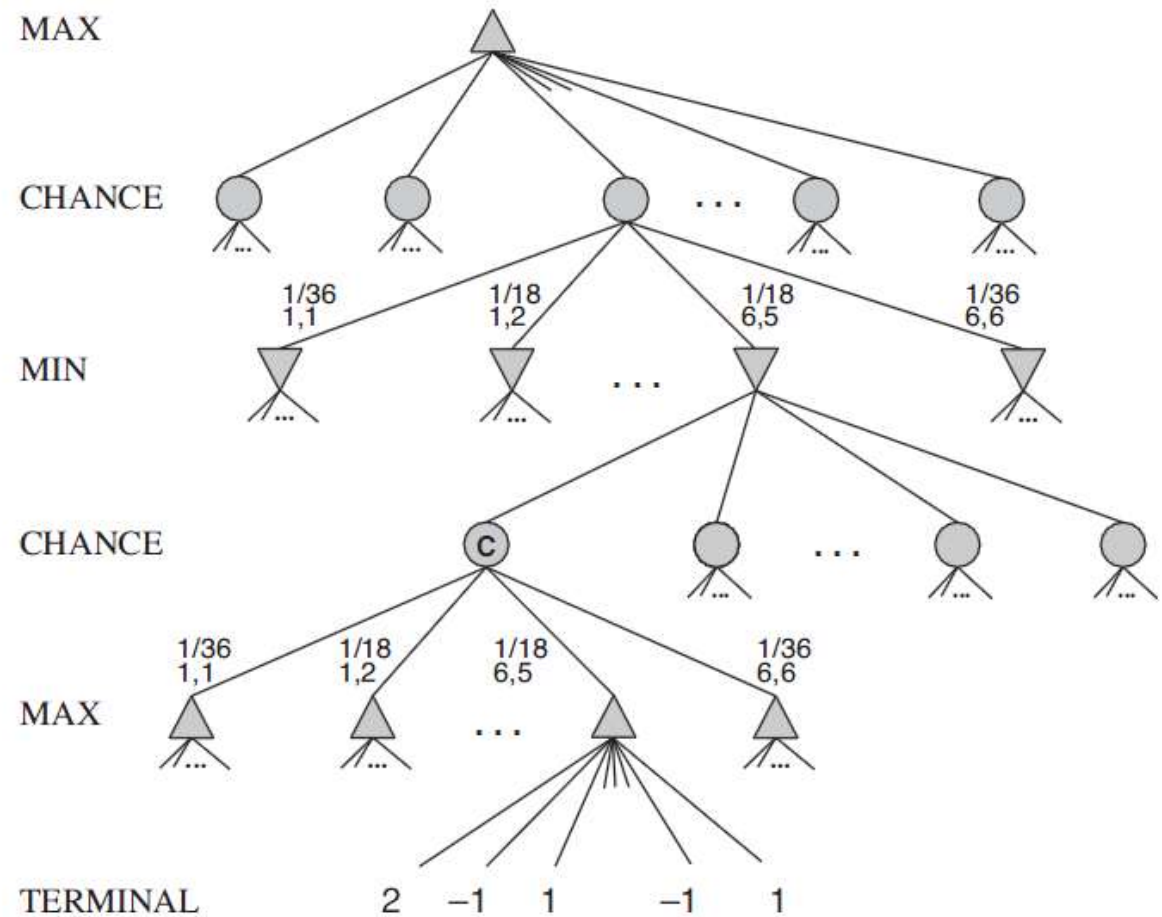 MAX
CHANCE
...
... ... ... ...
1/36 1/18 1/18 1/36
1,1 1,2 6,5 6,6
MIN
...
... ... ...
CHANCE
C ...
... ... ...
1/36 1/18 1/18 1/36
1,1 1,2 6,5 6,6
MAX
...
... ... ...
TERMINAL 2 –1 1 –1 1